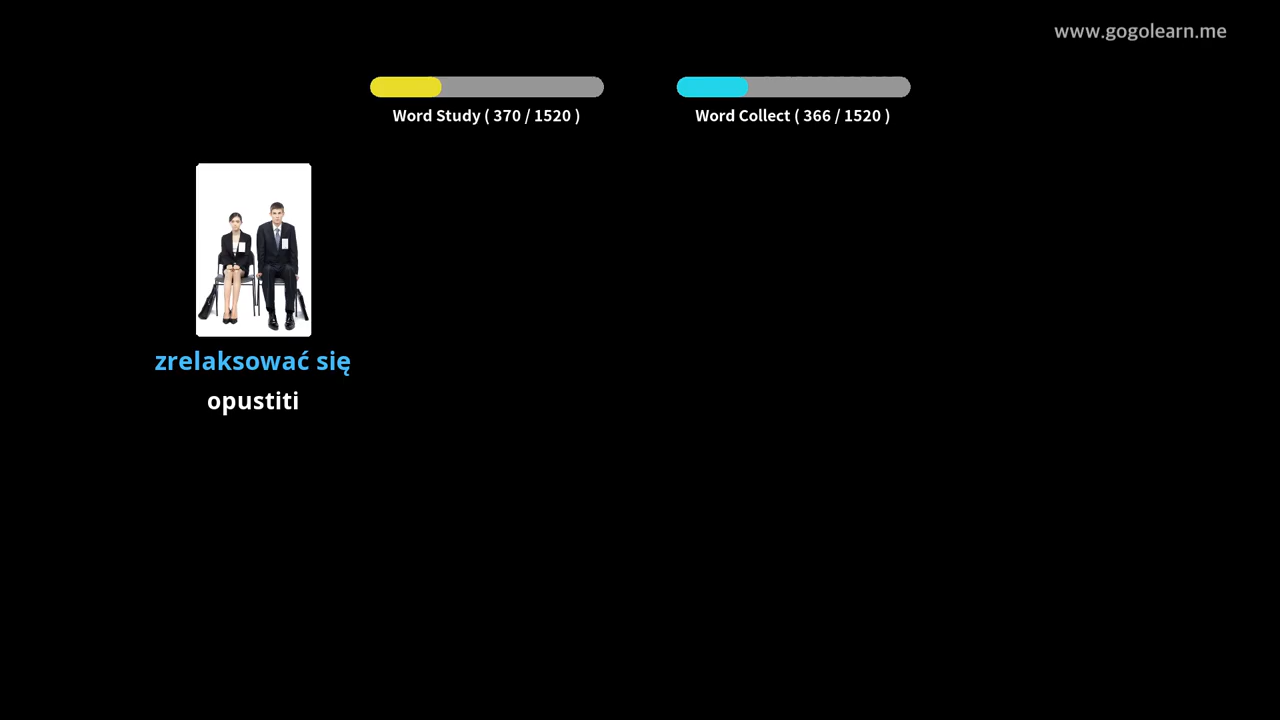 www.gogolearn.me
Word Study ( 370 / 1520 )
Word Collect ( 366 / 1520 )
zrelaksować się
opustiti